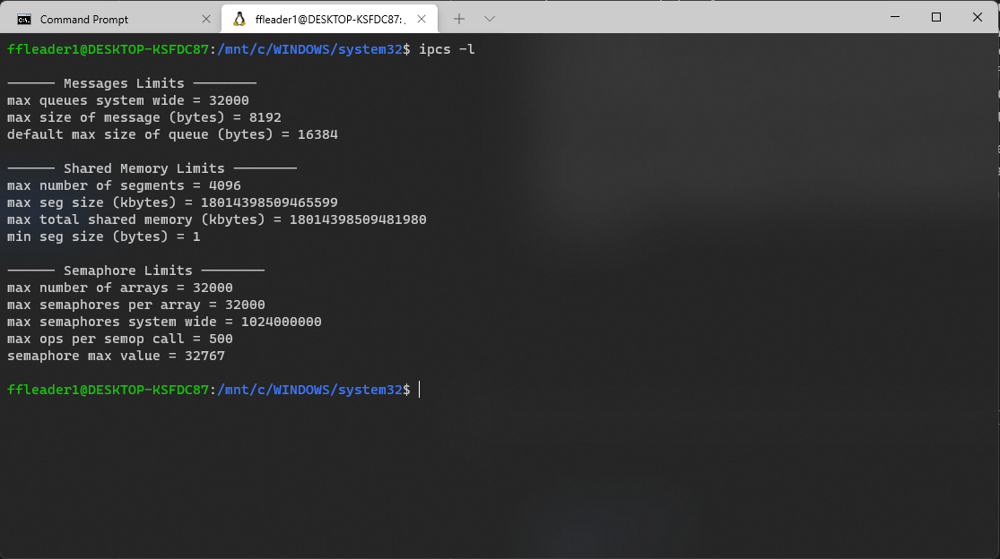 Command Prompt
ffleader1@DESKTOP-KSFDC87: .
ffleader1@DESKTOP-KSFDC87:/mnt/c/WINDOWS/system32$ ipcs -l
------ Messages Limits --------
max queues system wide = 32000
max size of message (bytes) = 8192
default max size of queue (bytes) = 16384
------ Shared Memory Limits --------
max number of segments = 4096
max seg size (kbytes) = 18014398509465599
max total shared memory (kbytes) = 18014398509481980
min seg size (bytes) = 1
------ Semaphore Limits --------
max number of arrays = 32000
max semaphores per array = 32000
max semaphores system wide = 1024000000
max ops per semop call = 500
semaphore max value = 32767
ffleader1@DESKTOP-KSFDC87:/mnt/c/WINDOWS/system32$